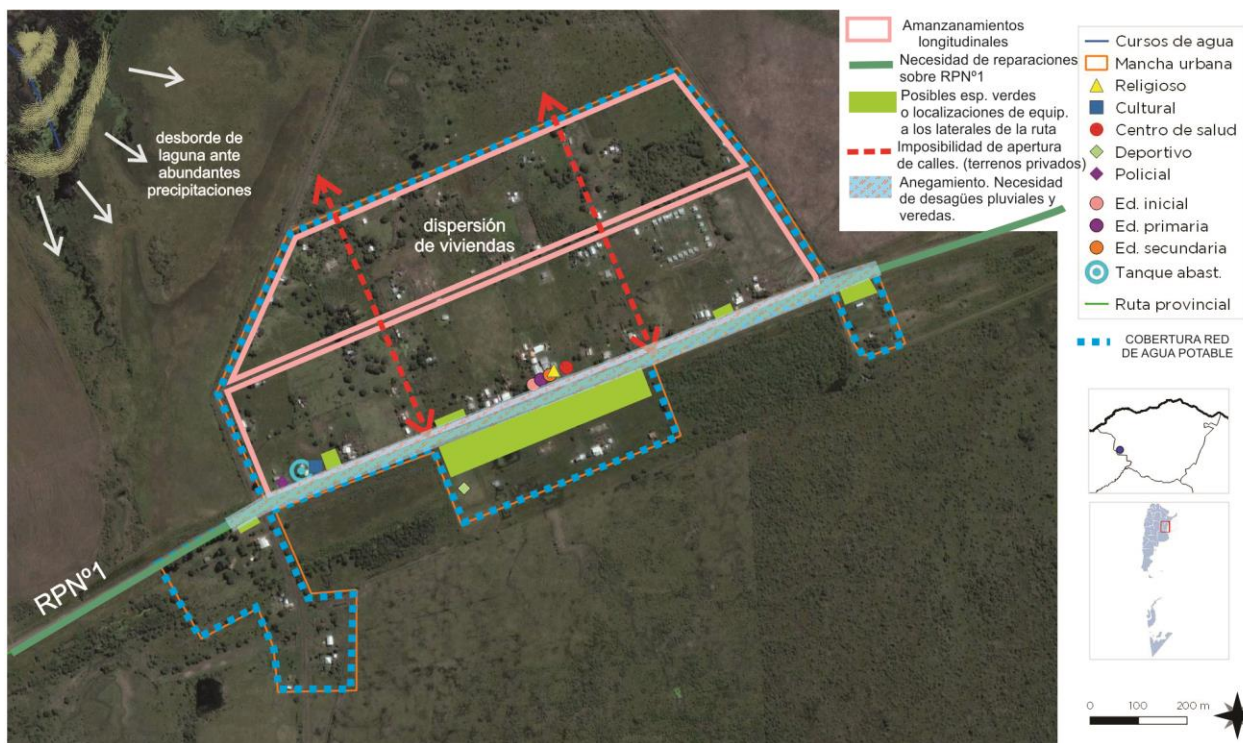 desborde de
laguna ante
abundantes
precipitaciones
dispersión
de viviendas
RPNº1
Amanzanamientos
longitudinales
Necesidad de reparaciones
sobre RPNº1
Posibles esp. verdes
o localizaciones de equip.
a los laterales de la ruta
Imposibilidad de apertura
de calles. (terrenos privados)
Anegamiento. Necesidad
de desagües pluviales y
veredas.
Cursos de agua
Mancha urbana
Religioso
Cultural
Centro de salud
Deportivo
Policial
Ed. inicial
Ed. primaria
Ed. secundaria
Tanque abast.
Ruta provincial
COBERTURA RED
DE AGUA POTABLE
0 100 200 m